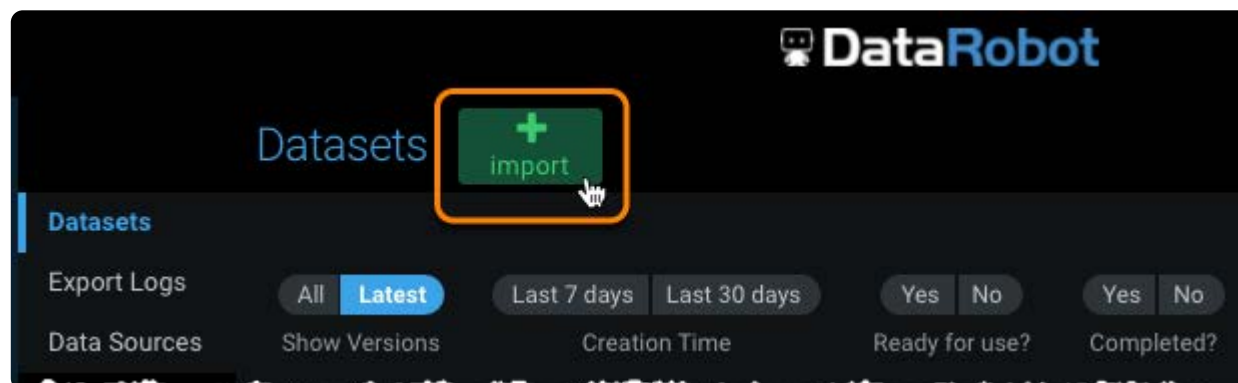 DataRobot
Datasets
import
Datasets
Export Logs
Data Sources
All Latest Last 7 days Last 30 days Yes No Yes No
Show Versions Creation Time Ready for use? Completed?